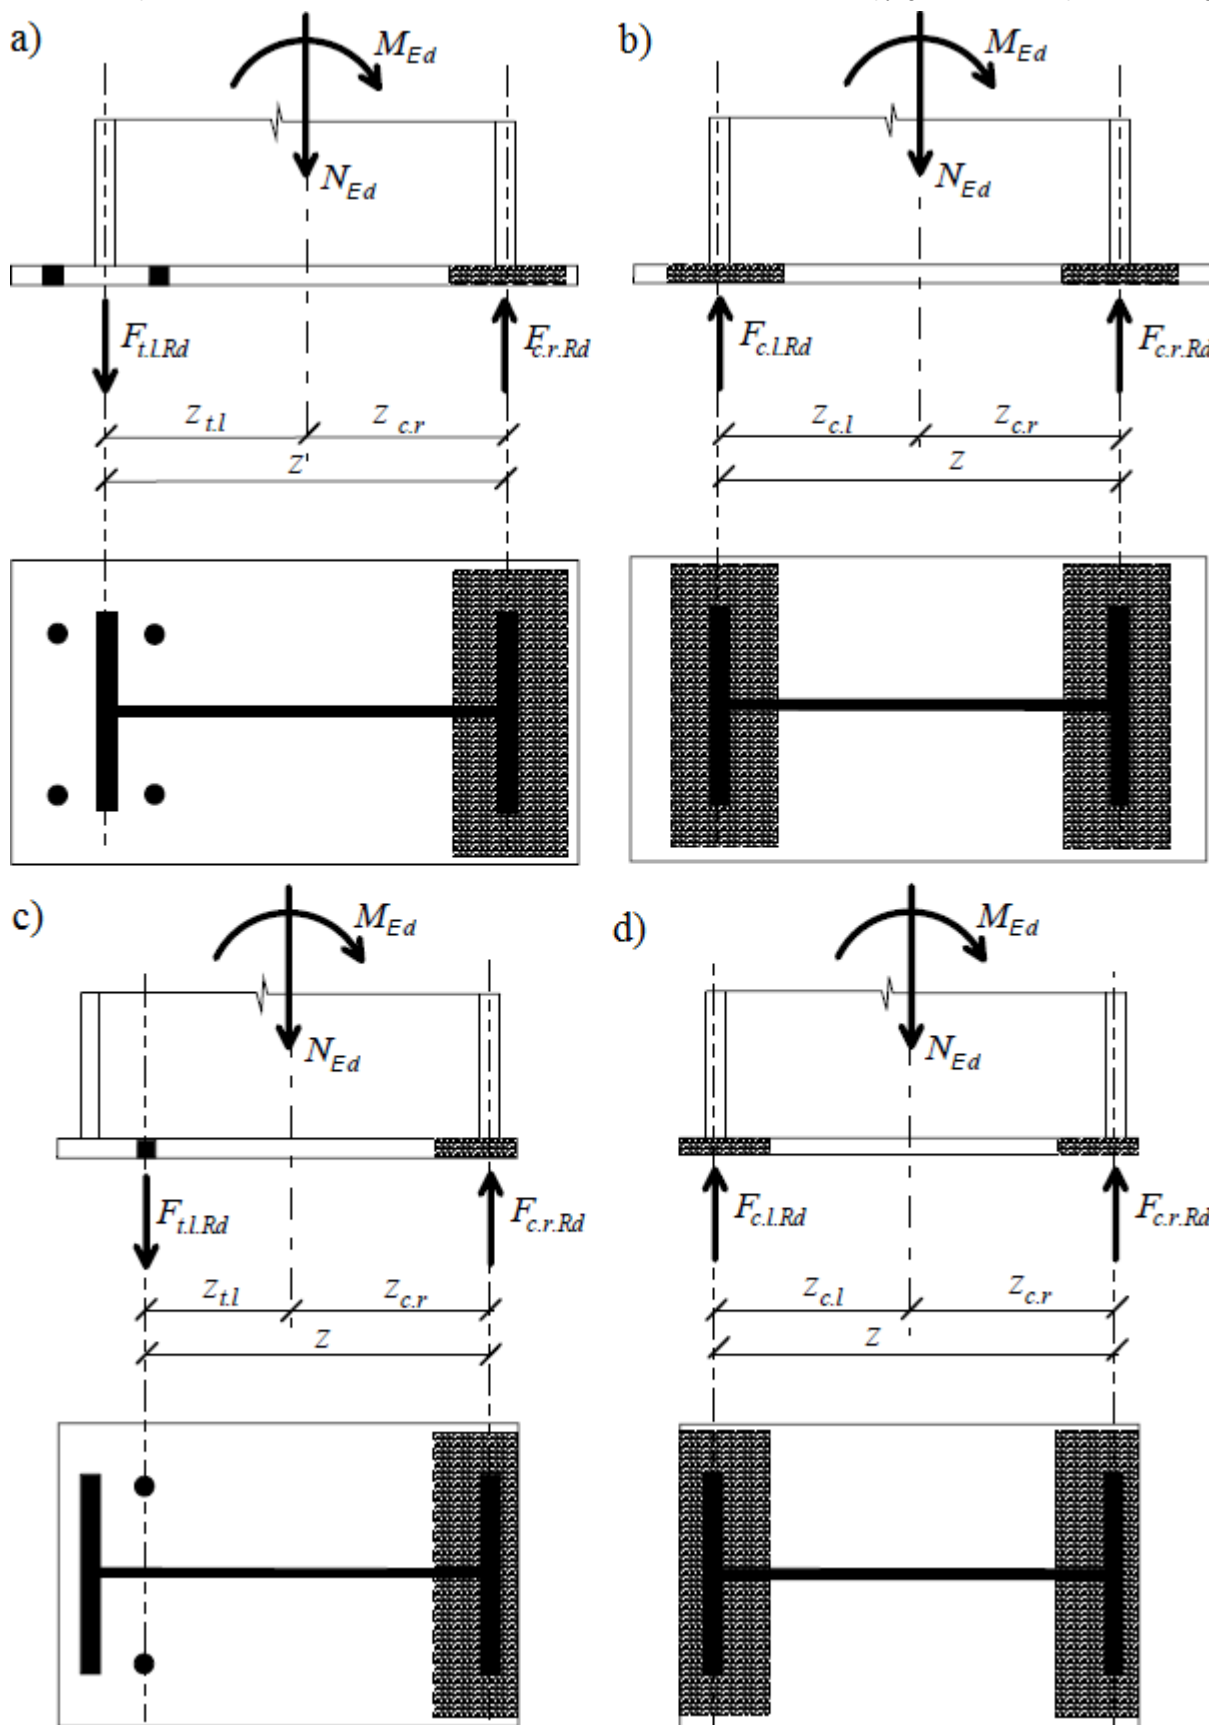 a)
M_Ed
N_Ed
F_t.l.Rd
F_c.r.Rd
z_t.l
z_c.r
z'
b)
M_Ed
N_Ed
F_c.l.Rd
F_c.r.Rd
z_c.l
z_c.r
z
c)
M_Ed
N_Ed
F_t.l.Rd
F_c.r.Rd
z_t.l
z_c.r
z
d)
M_Ed
N_Ed
F_c.l.Rd
F_c.r.Rd
z_c.l
z_c.r
z